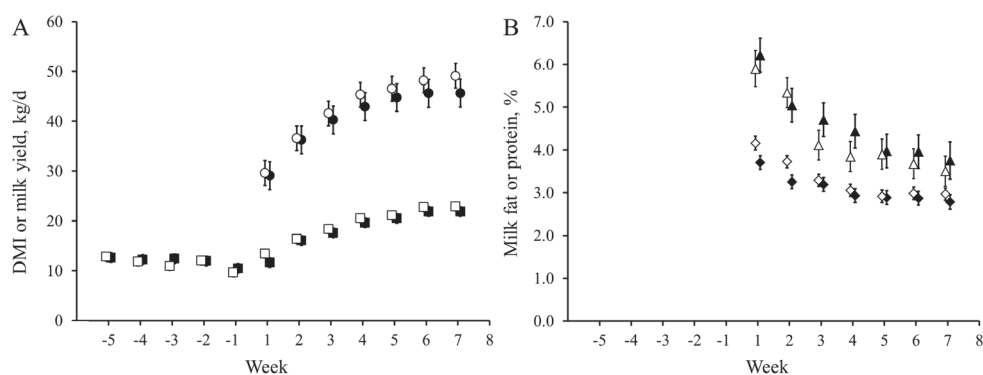 A
DMI or milk yield, kg/d
60
50
40
30
20
10
0
-5 -4 -3 -2 -1 1 2 3 4 5 6 7 8
Week
B
Milk fat or protein, %
7.0
6.0
5.0
4.0
3.0
2.0
1.0
0.0
-5 -4 -3 -2 -1 1 2 3 4 5 6 7 8
Week